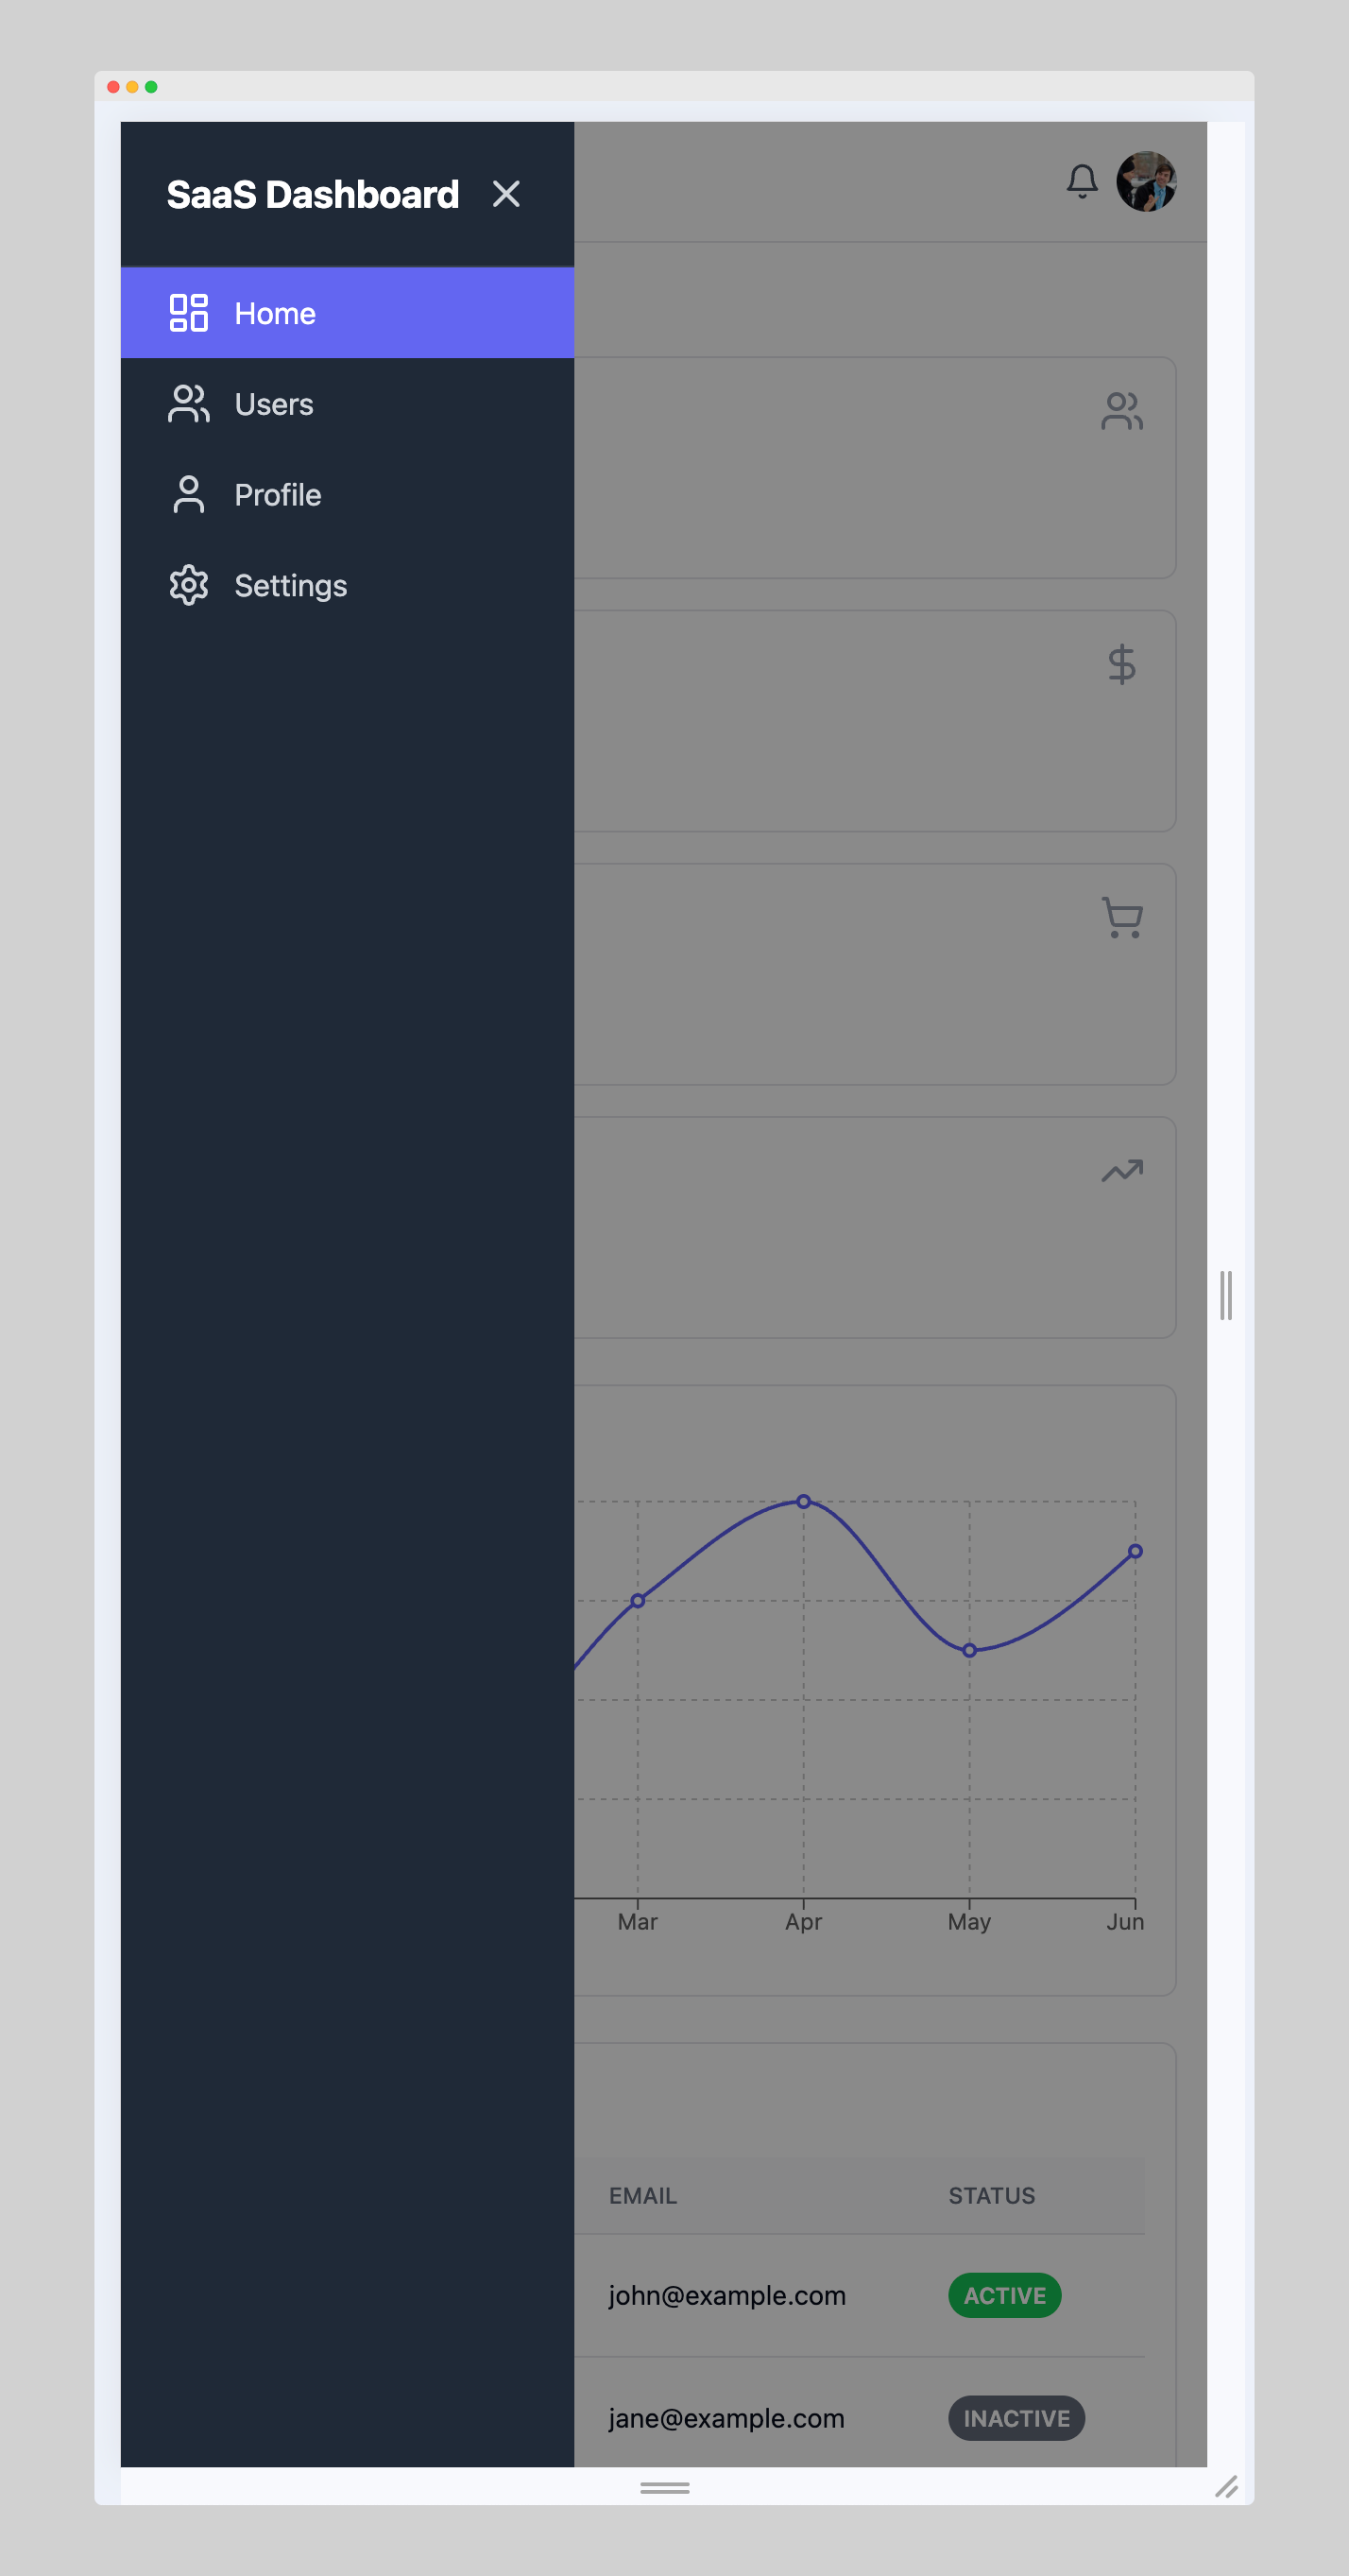 SaaS Dashboard
Home
Users
Profile
Settings
Mar Apr May Jun
EMAIL STATUS
john@example.com ACTIVE
jane@example.com INACTIVE